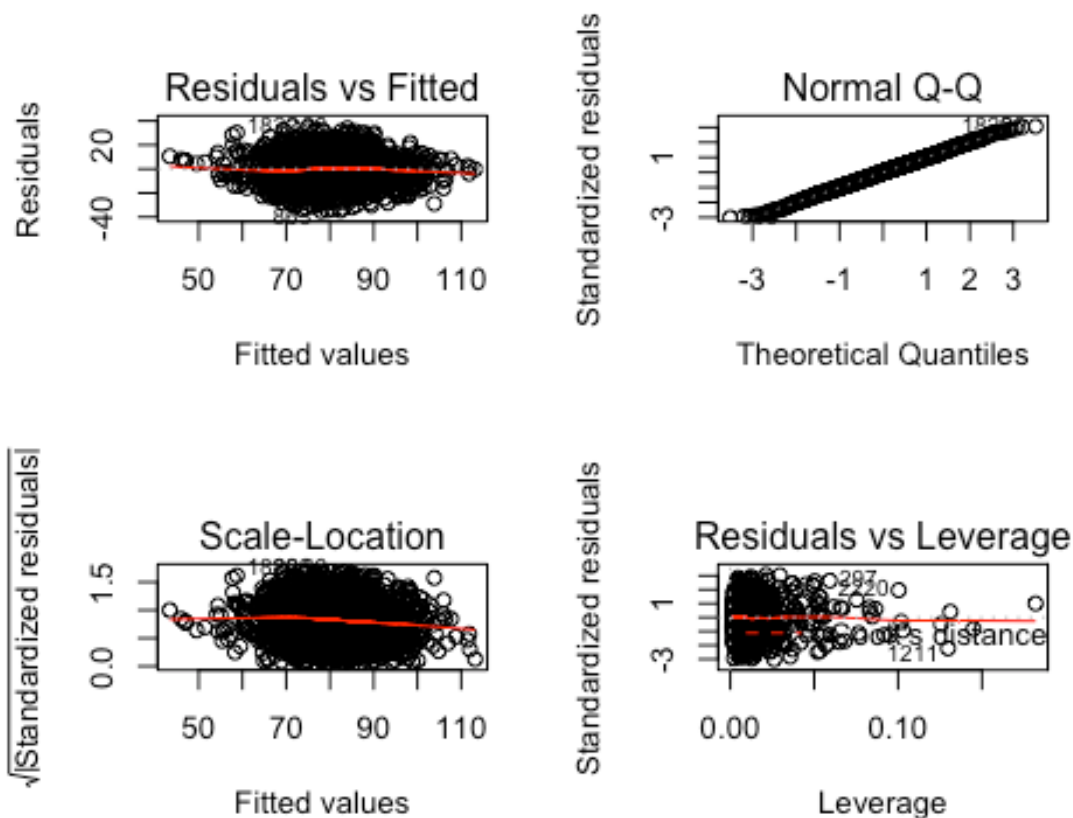 Residuals vs Fitted
Residuals
20
-40
50 70 90 110
Fitted values
Normal Q-Q
Standardized residuals
1
-3
-3 -1 1 2 3
Theoretical Quantiles
Scale-Location
√|Standardized residuals|
1.5
0.0
50 70 90 110
Fitted values
Residuals vs Leverage
Standardized residuals
1
-3
297
2220
distance
1211
0.00 0.10
Leverage